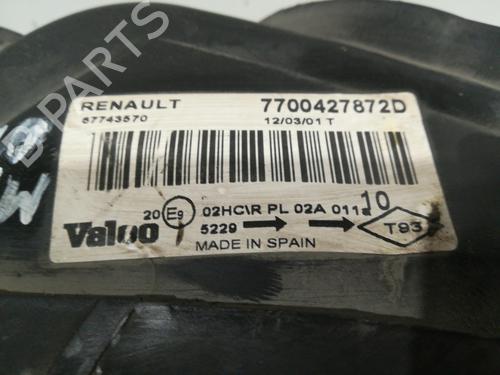 RENAULT 7700427872D
67743570 12/03/01 T
20 E9 02HC\R PL 02A 011 10
Valeo 5229 T93
MADE IN SPAIN
PARTS